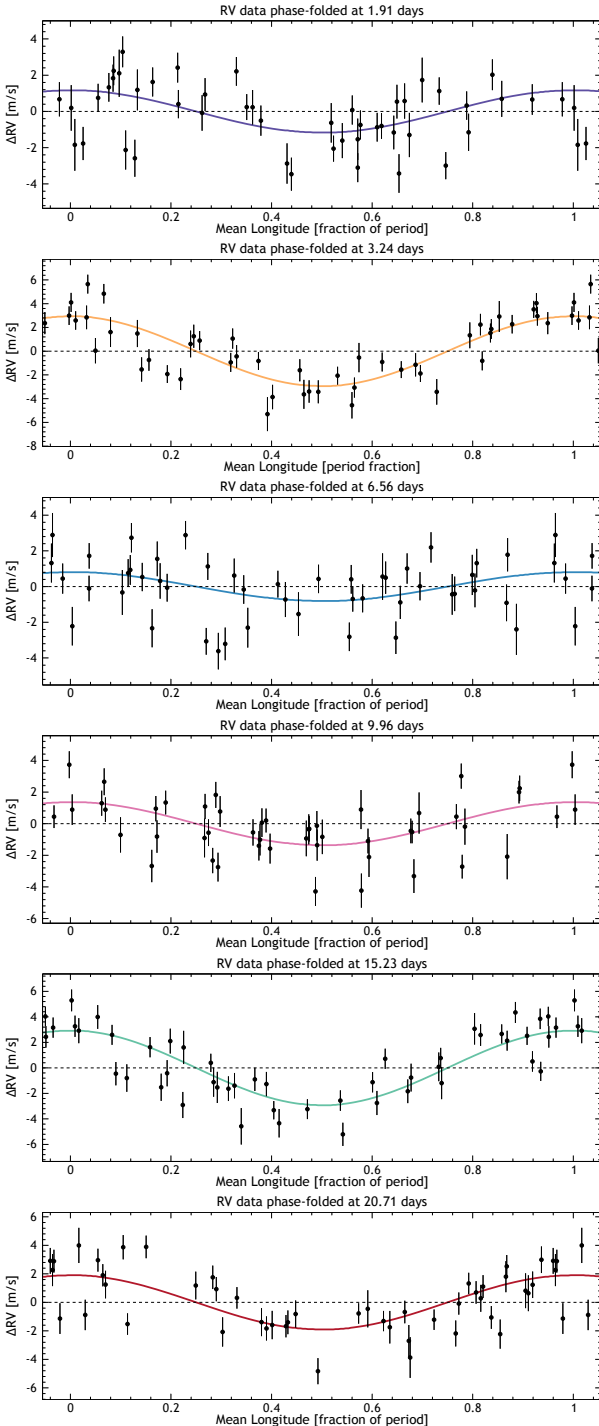 RV data phase-folded at 1.91 days
4
2
0
-2
-4
ΔRV [m/s]
0 0.2 0.4 0.6 0.8 1
Mean Longitude [fraction of period]
RV data phase-folded at 3.24 days
6
4
2
0
-2
-4
-6
-8
ΔRV [m/s]
0 0.2 0.4 0.6 0.8 1
Mean Longitude [period fraction]
RV data phase-folded at 6.56 days
4
2
0
-2
-4
ΔRV [m/s]
0 0.2 0.4 0.6 0.8 1
Mean Longitude [fraction of period]
RV data phase-folded at 9.96 days
4
2
0
-2
-4
-6
ΔRV [m/s]
0 0.2 0.4 0.6 0.8 1
Mean Longitude [fraction of period]
RV data phase-folded at 15.23 days
6
4
2
0
-2
-4
-6
ΔRV [m/s]
0 0.2 0.4 0.6 0.8 1
Mean Longitude [fraction of period]
RV data phase-folded at 20.71 days
6
4
2
0
-2
-4
-6
ΔRV [m/s]
0 0.2 0.4 0.6 0.8 1
Mean Longitude [fraction of period]